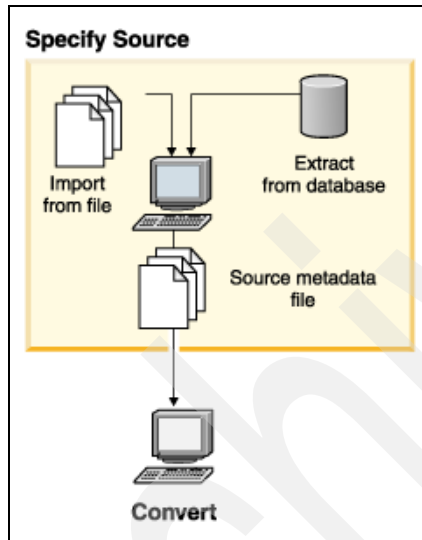 Specify Source
Import
from file
Extract
from database
Source metadata
file
Convert